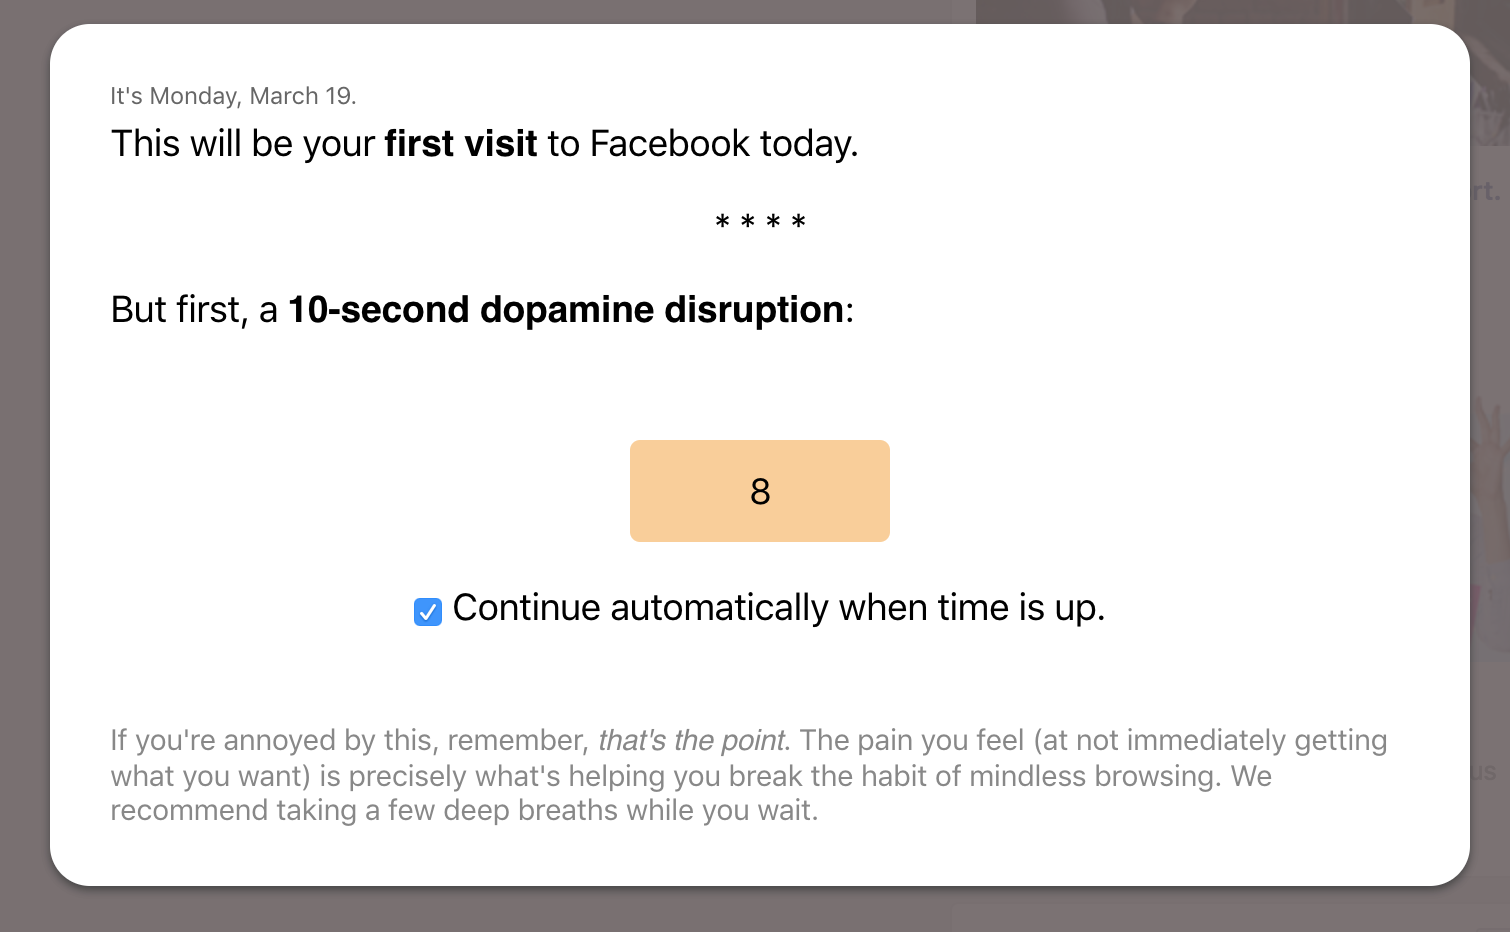 It's Monday, March 19.
This will be your first visit to Facebook today.
* * * *
But first, a 10-second dopamine disruption:
8
Continue automatically when time is up.
If you're annoyed by this, remember, that's the point. The pain you feel (at not immediately getting
what you want) is precisely what's helping you break the habit of mindless browsing. We
recommend taking a few deep breaths while you wait.